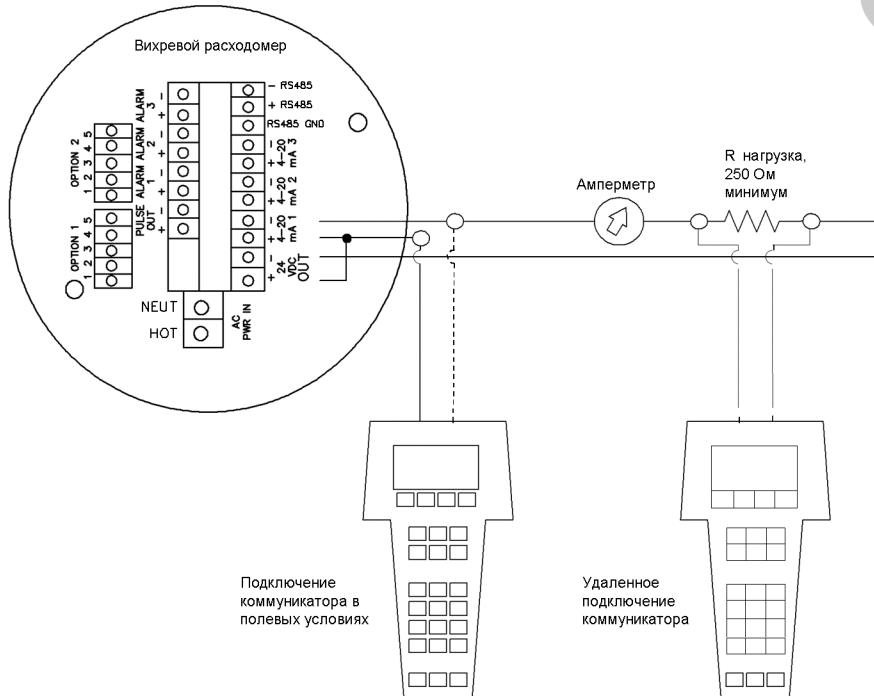 Вихревой расходомер
- RS485
+ RS485
RS485 GND
- 4-20
+ mA 3
- 4-20
+ mA 2
- 4-20
+ mA 1
- 24
+ VDC
OUT
ALARM 3 - +
ALARM 2 - +
ALARM 1 - +
PULSE OUT - +
OPTION 2
1 2 3 4 5
OPTION 1
1 2 3 4 5
NEUT
HOT
AC
PWR IN
Амперметр
R нагрузка,
250 Ом
минимум
Подключение
коммуникатора в
полевых условиях
Удаленное
подключение
коммуникатора